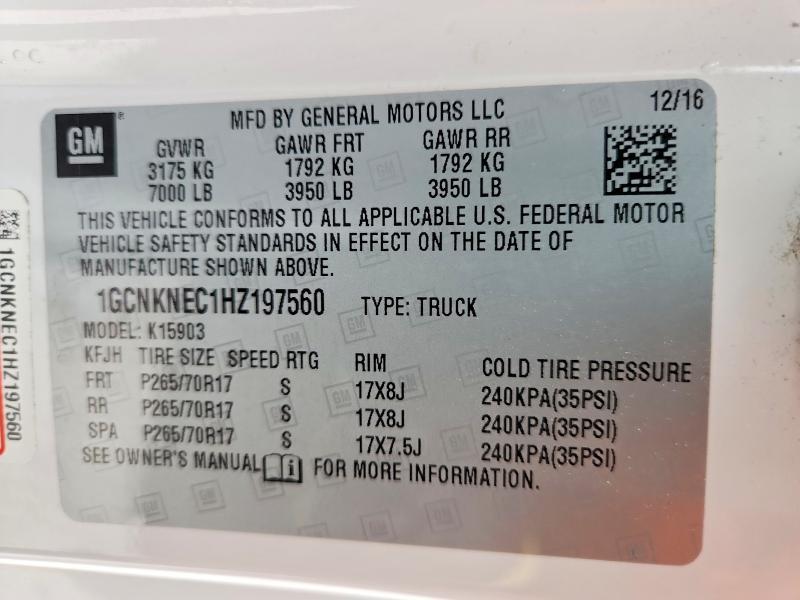 GM
MFD BY GENERAL MOTORS LLC
12/16
GVWR GAWR FRT GAWR RR
3175 KG 1792 KG 1792 KG
7000 LB 3950 LB 3950 LB
THIS VEHICLE CONFORMS TO ALL APPLICABLE U.S. FEDERAL MOTOR
VEHICLE SAFETY STANDARDS IN EFFECT ON THE DATE OF
MANUFACTURE SHOWN ABOVE.
1GCNKNEC1HZ197560 TYPE: TRUCK
MODEL: K15903
KFJH TIRE SIZE SPEED RTG RIM COLD TIRE PRESSURE
FRT P265/70R17 S 17X8J 240KPA(35PSI)
RR P265/70R17 S 17X8J 240KPA(35PSI)
SPA P265/70R17 S 17X7.5J 240KPA(35PSI)
SEE OWNER'S MANUAL FOR MORE INFORMATION.
1GCNKNEC1HZ197560